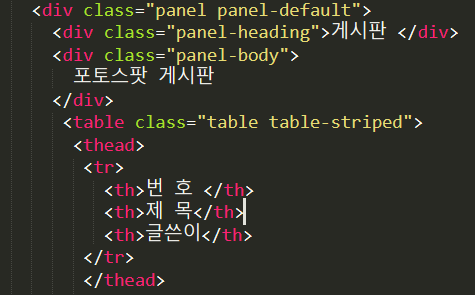 <div class="panel panel-default">
<div class="panel-heading">게시판 </div>
<div class="panel-body">
포토스팟 게시판
</div>
<table class="table table-striped">
<thead>
<tr>
<th>번 호 </th>
<th>제 목</th>
<th>글쓴이</th>
</tr>
</thead>